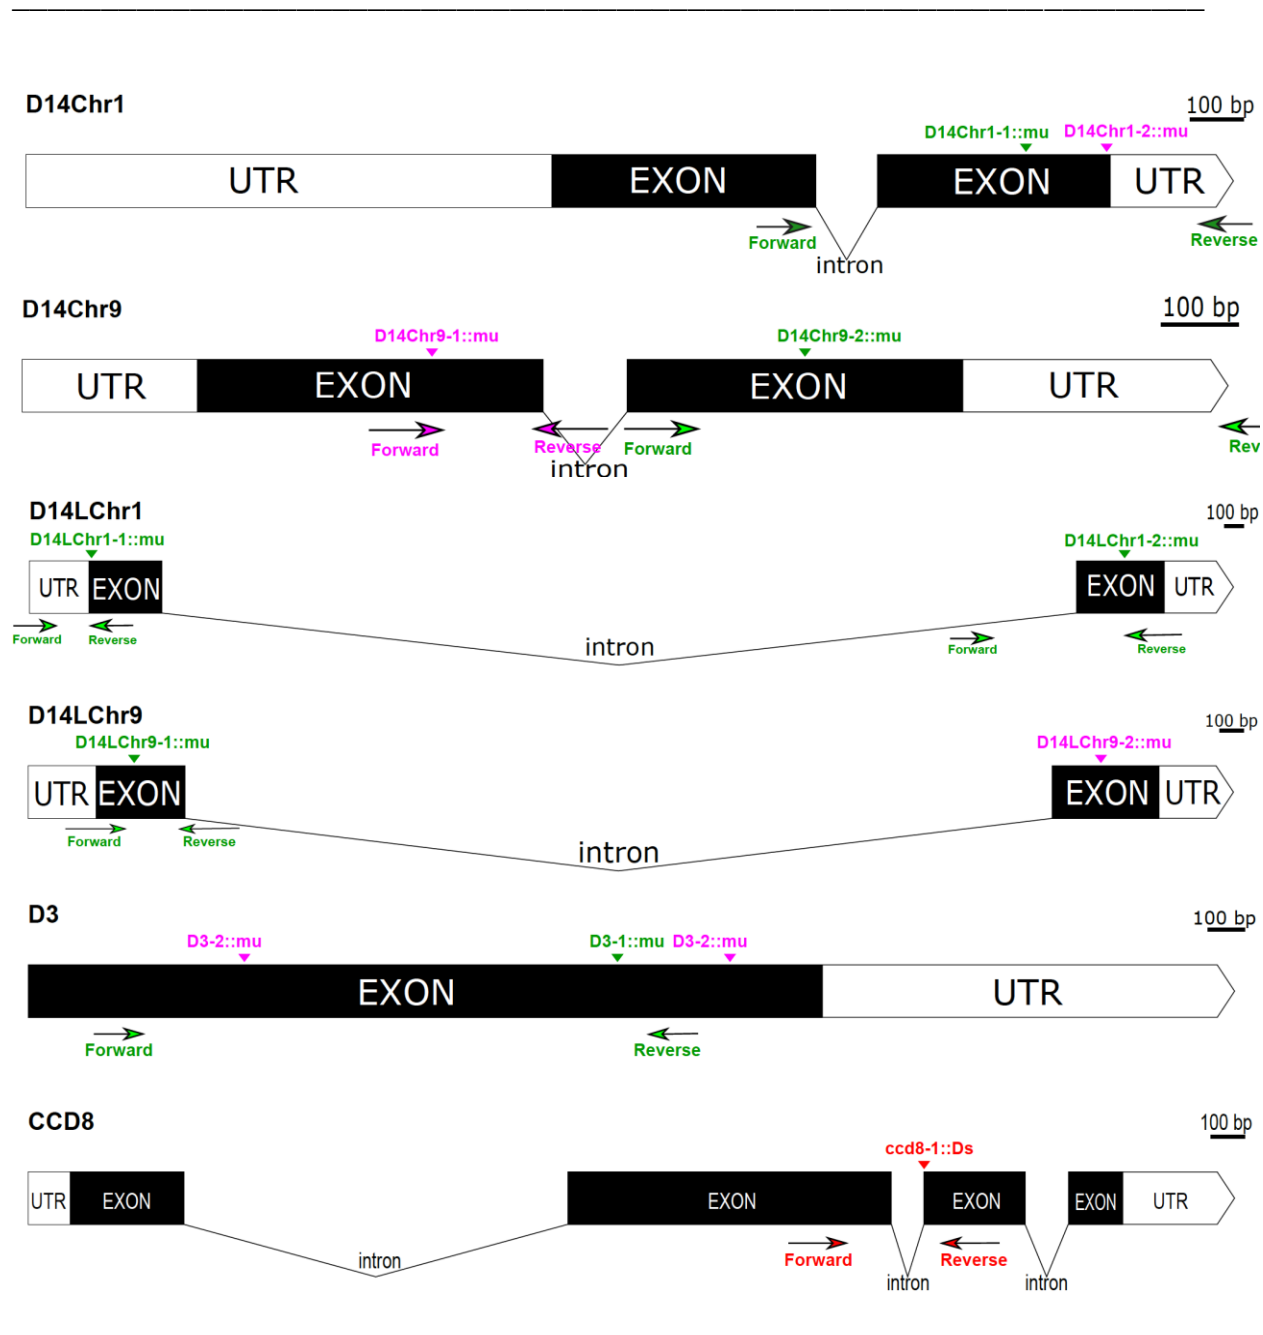 D14Chr1
100 bp
D14Chr1-1::mu D14Chr1-2::mu
UTR EXON EXON UTR
Forward Reverse
intron
D14Chr9
100 bp
D14Chr9-1::mu D14Chr9-2::mu
UTR EXON EXON UTR
Forward Reverse Forward Rev
intron
D14LChr1
100 bp
D14LChr1-1::mu D14LChr1-2::mu
UTR EXON EXON UTR
Forward Reverse intron Forward Reverse
D14LChr9
100 bp
D14LChr9-1::mu D14LChr9-2::mu
UTR EXON EXON UTR
Forward Reverse
intron
D3
100 bp
D3-2::mu D3-1::mu D3-2::mu
EXON UTR
Forward Reverse
CCD8
100 bp
ccd8-1::Ds
UTR EXON EXON EXON EXON UTR
intron Forward Reverse
intron intron